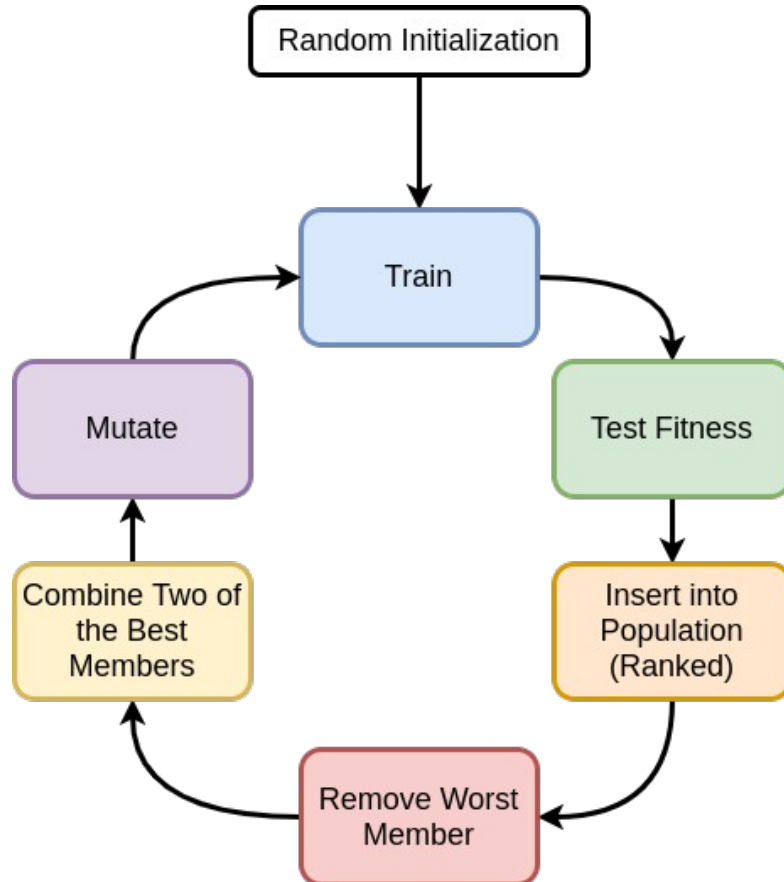 Random Initialization
Train
Mutate
Test Fitness
Combine Two of
the Best
Members
Insert into
Population
(Ranked)
Remove Worst
Member